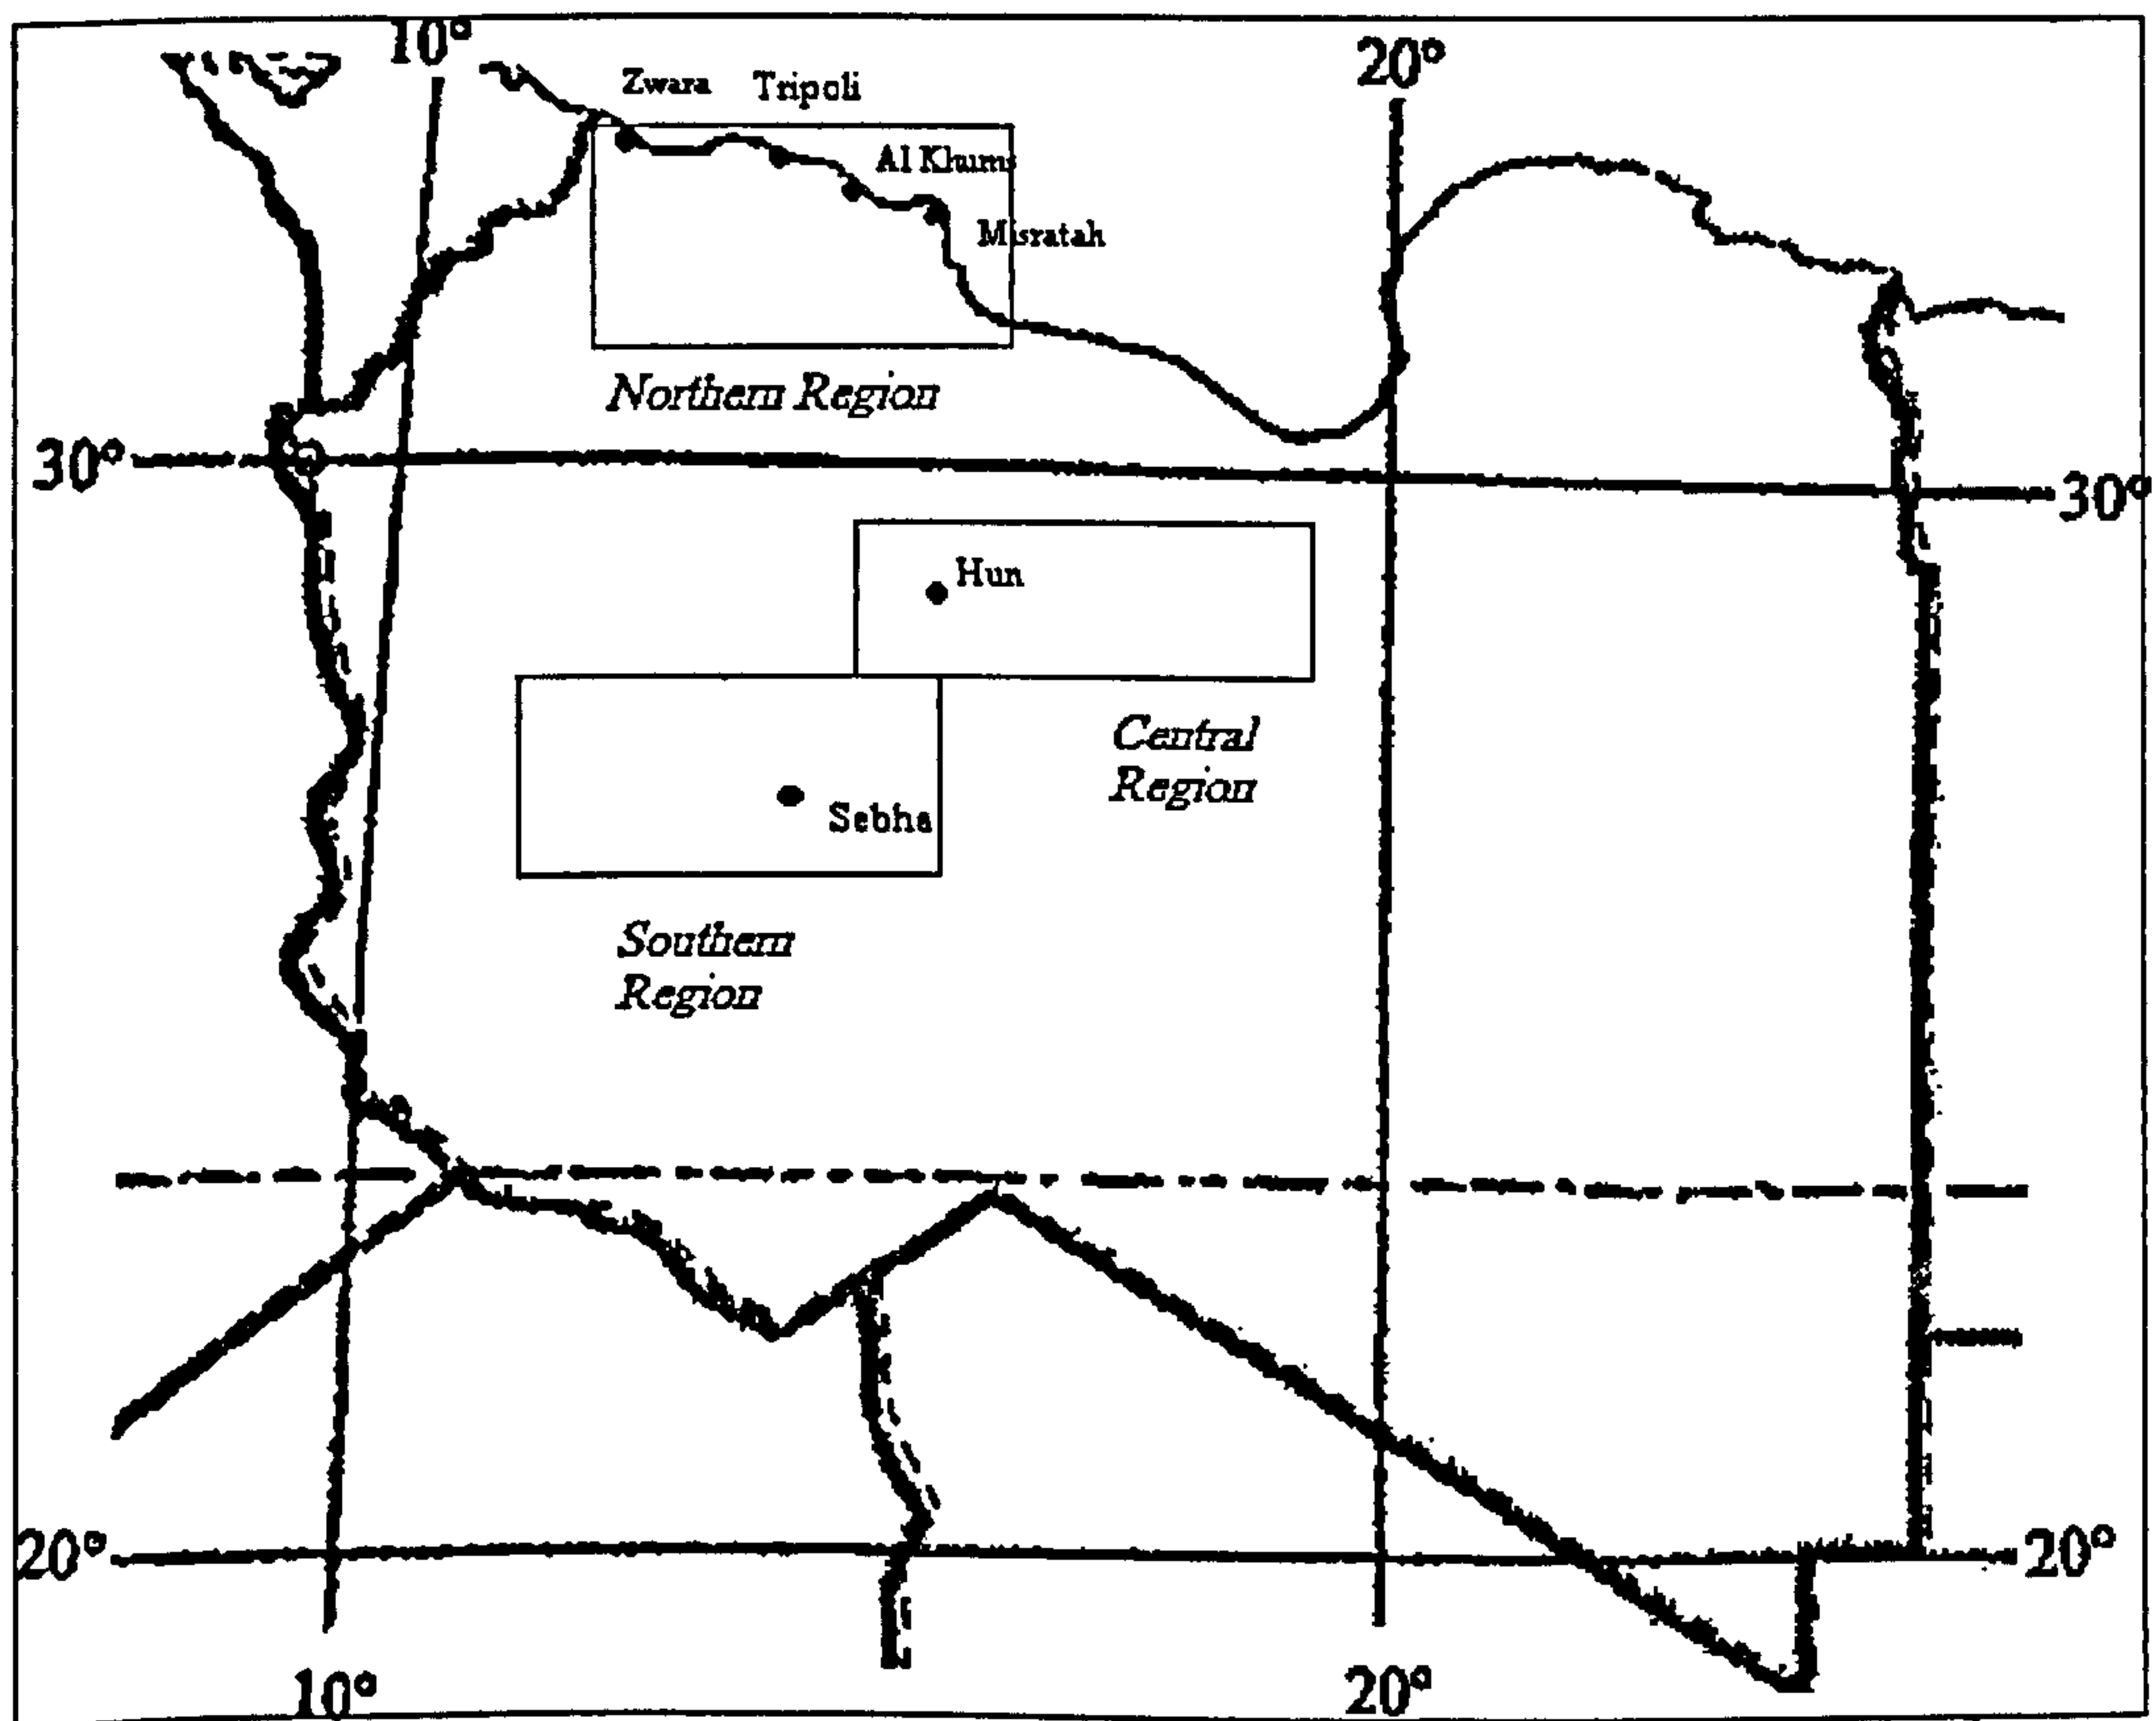 10° 20°
Zwara Tripoli
Al Khums
Misratah
Northern Region
30° 30°
Hun
Central
Region
Sebha
Southern
Region
20° 20°
10° 20°